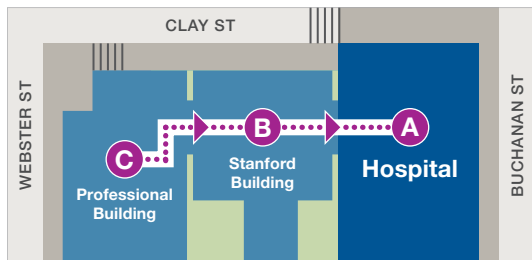 CLAY ST
WEBSTER ST
BUCHANAN ST
A
B
C
Stanford
Building
Hospital
Professional
Building